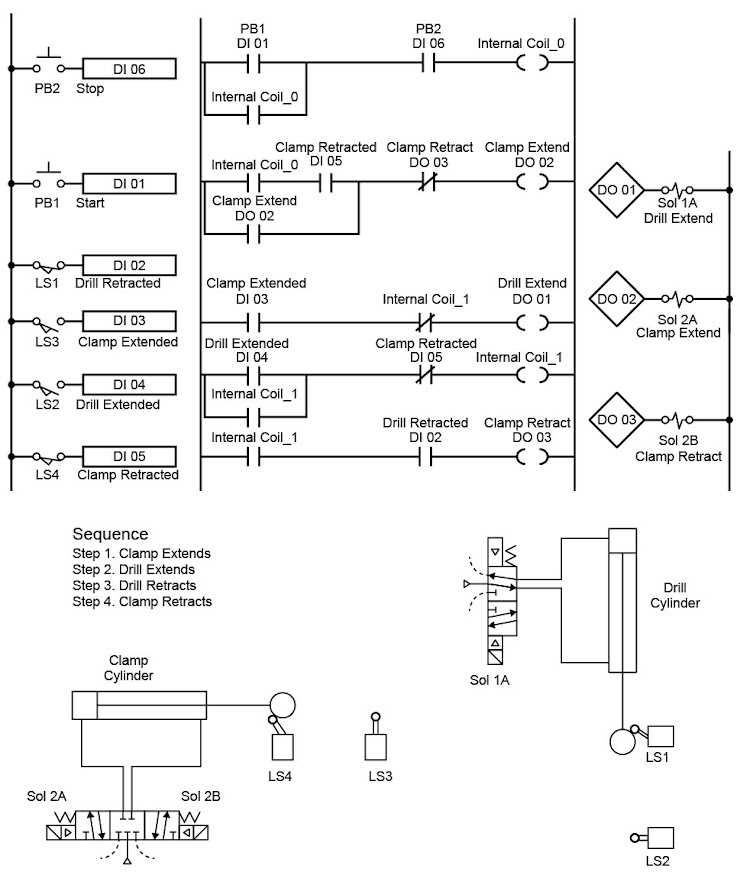 DI 06
PB2 Stop
DI 01
PB1 Start
DI 02
LS1 Drill Retracted
DI 03
LS3 Clamp Extended
DI 04
LS2 Drill Extended
DI 05
LS4 Clamp Retracted
PB1
DI 01
PB2
DI 06
Internal Coil_0
Internal Coil_0
Internal Coil_0
Clamp Retracted
DI 05
Clamp Retract
DO 03
Clamp Extend
DO 02
Clamp Extend
DO 02
Clamp Extended
DI 03
Internal Coil_1
Drill Extend
DO 01
Drill Extended
DI 04
Clamp Retracted
DI 05
Internal Coil_1
Internal Coil_1
Internal Coil_1
Drill Retracted
DI 02
Clamp Retract
DO 03
DO 01
Sol 1A
Drill Extend
DO 02
Sol 2A
Clamp Extend
DO 03
Sol 2B
Clamp Retract
Sequence
Step 1. Clamp Extends
Step 2. Drill Extends
Step 3. Drill Retracts
Step 4. Clamp Retracts
Clamp
Cylinder
LS4
LS3
Sol 2A
Sol 2B
Drill
Cylinder
Sol 1A
LS1
LS2